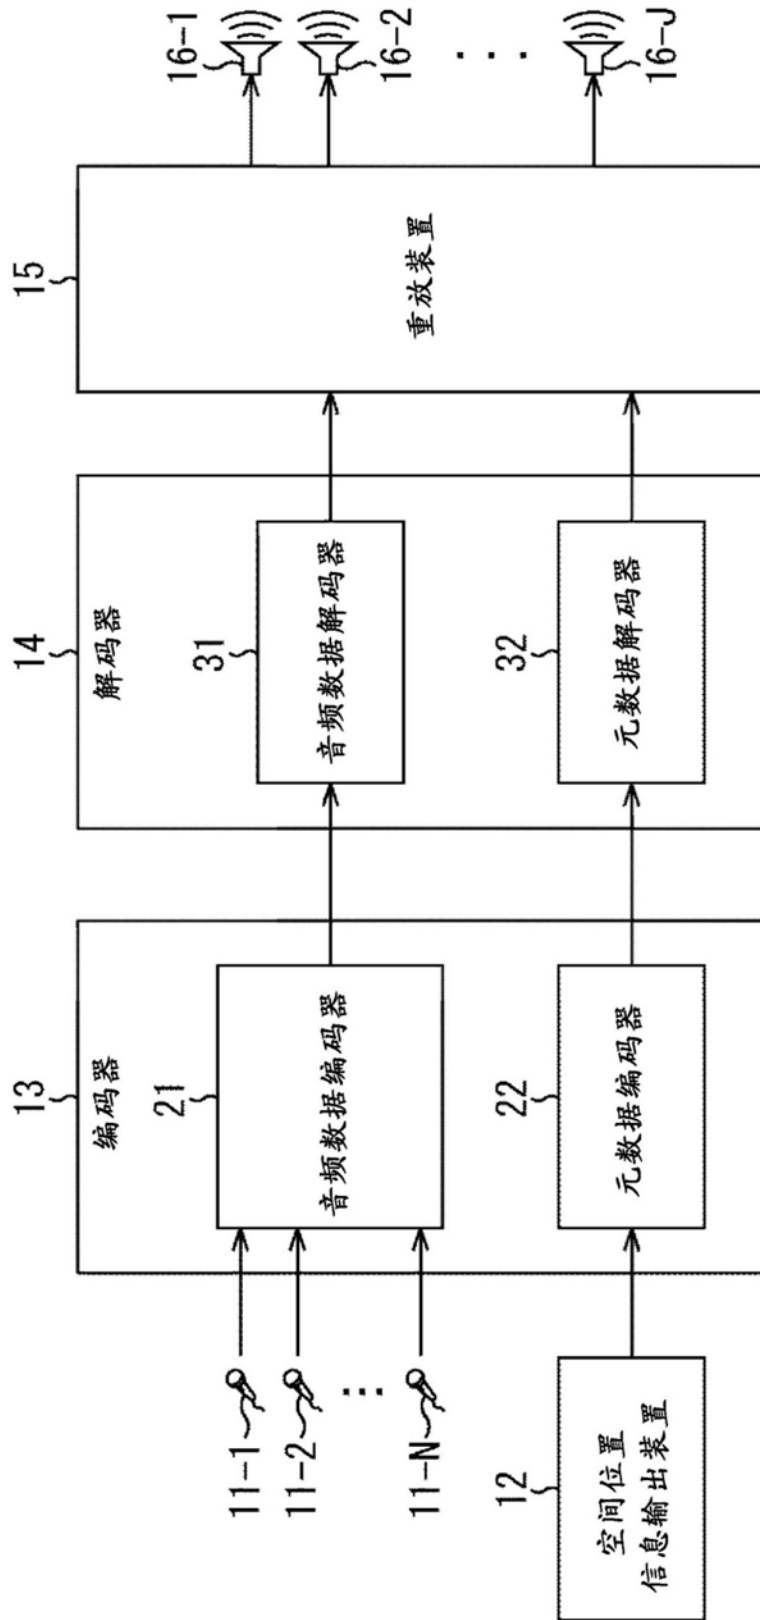 11-1
11-2
11-N
12
空间位置
信息输出装置
13
编码器
21
音频数据编码器
22
元数据编码器
14
解码器
31
音频数据解码器
32
元数据解码器
15
重放装置
16-1
16-2
16-J